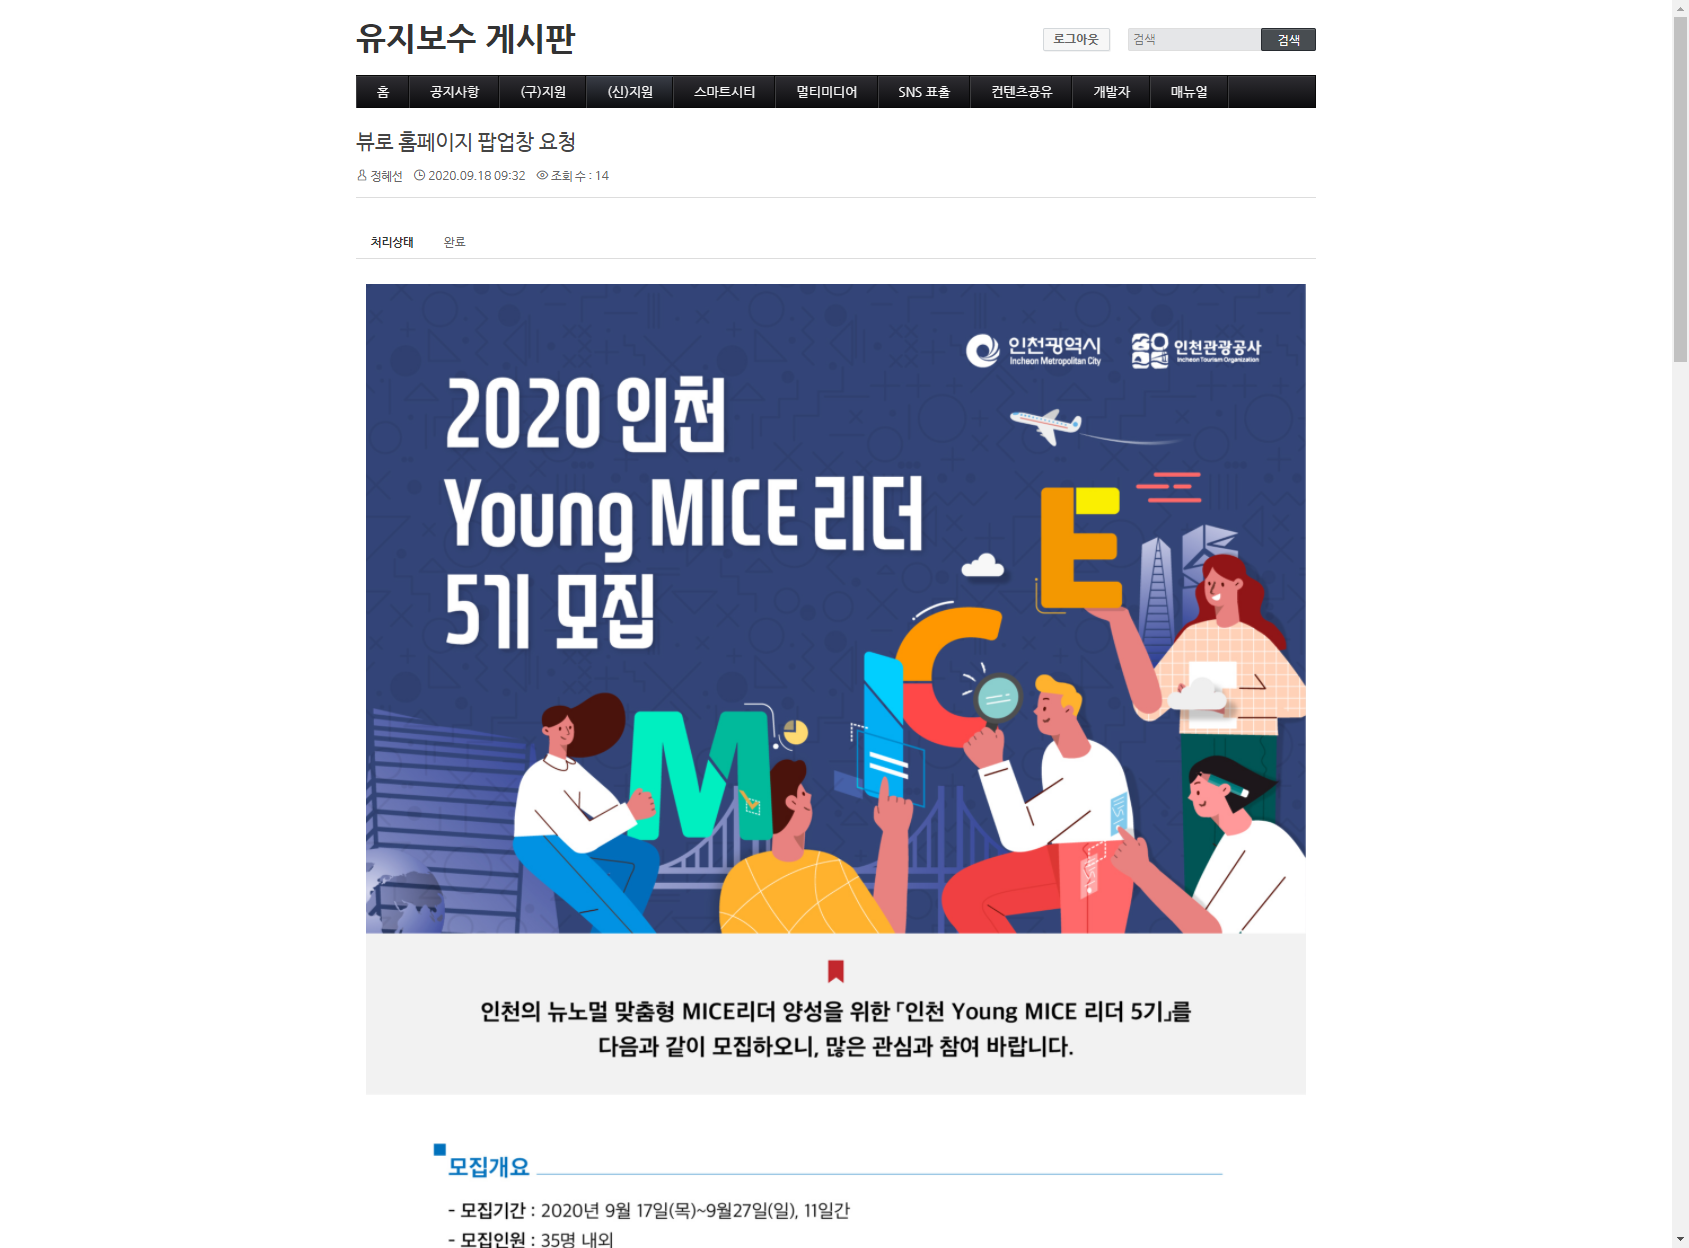 유지보수 게시판
로그아웃
검색
검색
홈 공지사항 (구)지원 (신)지원 스마트시티 멀티미디어 SNS 표출 컨텐츠공유 개발자 매뉴얼
뷰로 홈페이지 팝업창 요청
정혜선 2020.09.18 09:32 조회 수 : 14
처리상태 완료
인천광역시
Incheon Metropolitan City
인천관광공사
Incheon Tourism Organization
2020 인천
Young MICE 리더
5기 모집
M I C E
인천의 뉴노멀 맞춤형 MICE리더 양성을 위한 「인천 Young MICE 리더 5기」를
다음과 같이 모집하오니, 많은 관심과 참여 바랍니다.
모집개요
- 모집기간 : 2020년 9월 17일(목)~9월27일(일), 11일간
- 모집인원 : 35명 내외